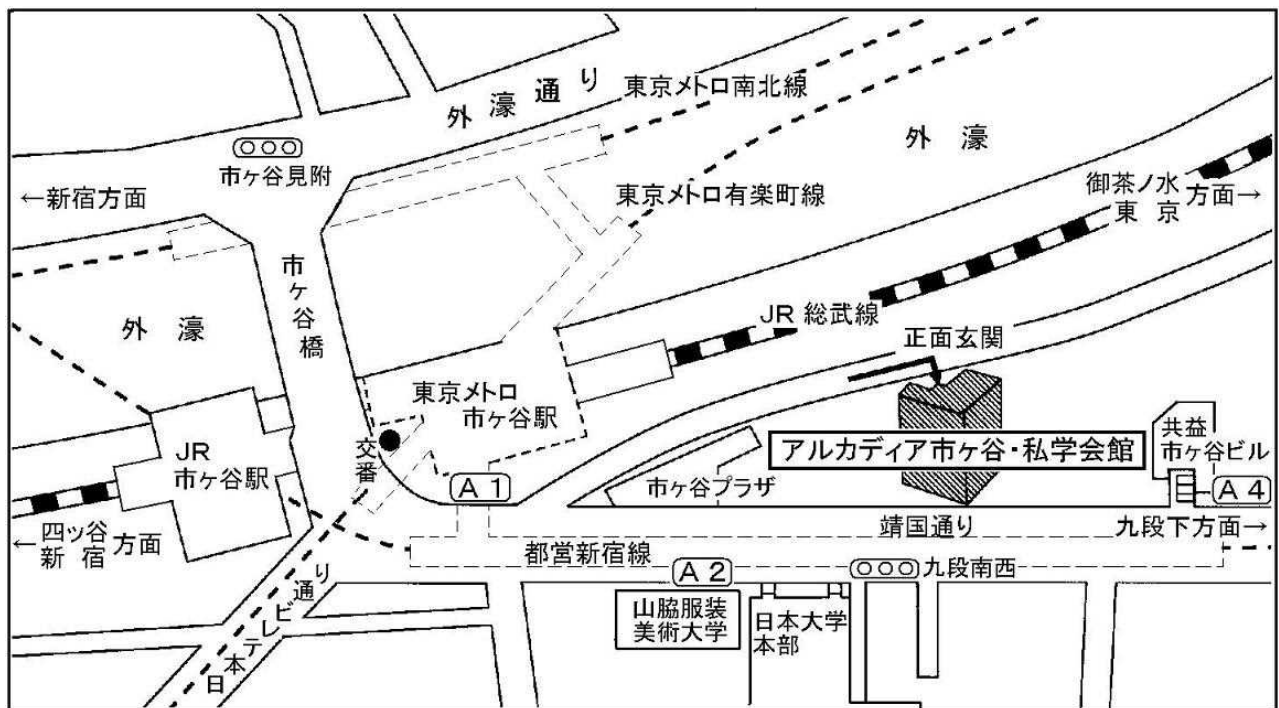 外濠通り
東京メトロ南北線
市ヶ谷見附
←新宿方面
外濠
東京メトロ有楽町線
御茶ノ水
東京
方面→
市ヶ谷橋
外濠
JR 総武線
正面玄関
東京メトロ
市ヶ谷駅
交番
JR
市ヶ谷駅
アルカディア市ヶ谷・私学会館
共益
市ヶ谷ビル
A1
市ヶ谷プラザ
A4
←四ッ谷
新宿
方面
都営新宿線
靖国通り
九段下方面→
A2
九段南西
山脇服装
美術大学
日本大学
本部
日本テレビ通り